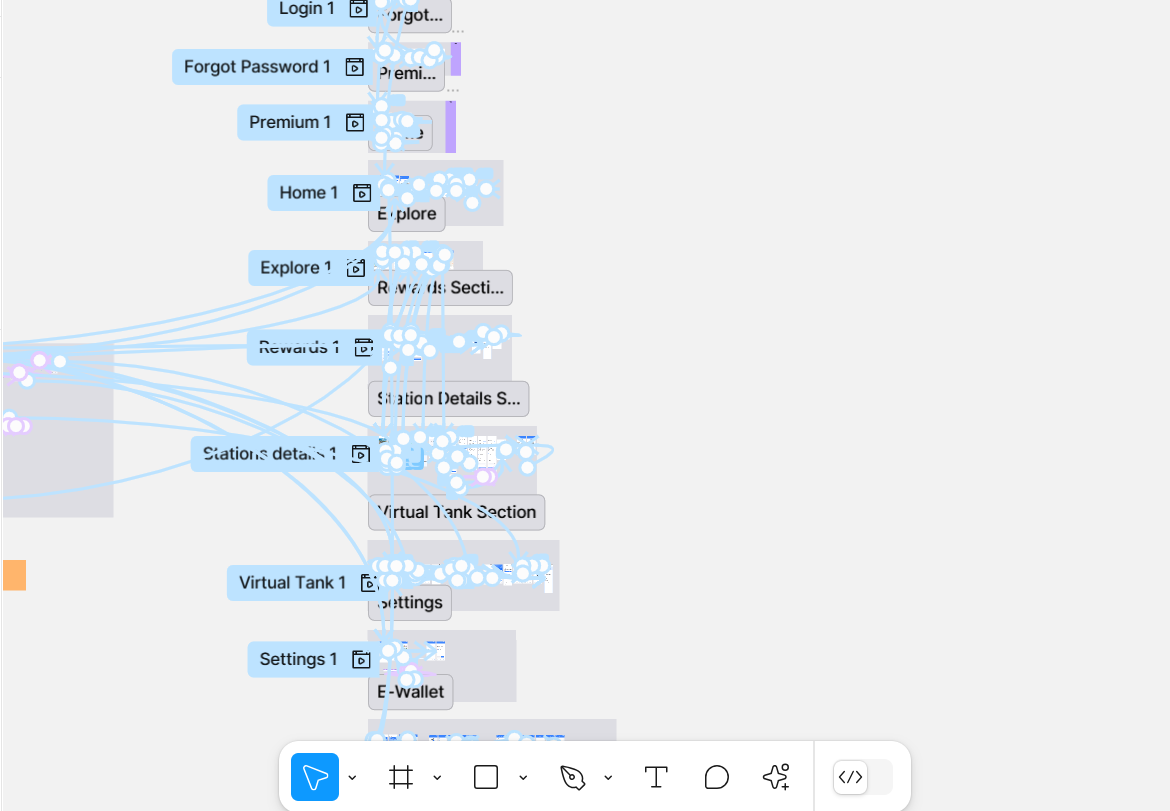 Login 1
Forgot...
Forgot Password 1
Premi...
Premium 1
Home 1
Explore
Explore 1
Rewards Secti...
Rewards 1
Station Details S...
Stations details 1
Virtual Tank Section
Virtual Tank 1
Settings
Settings 1
E-Wallet